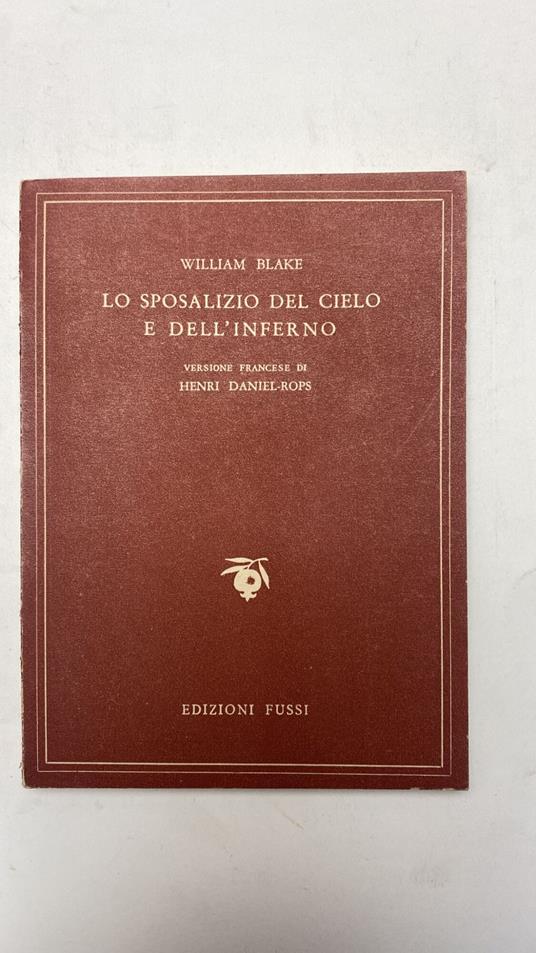 WILLIAM BLAKE
LO SPOSALIZIO DEL CIELO
E DELL'INFERNO
VERSIONE FRANCESE DI
HENRI DANIEL-ROPS
EDIZIONI FUSSI